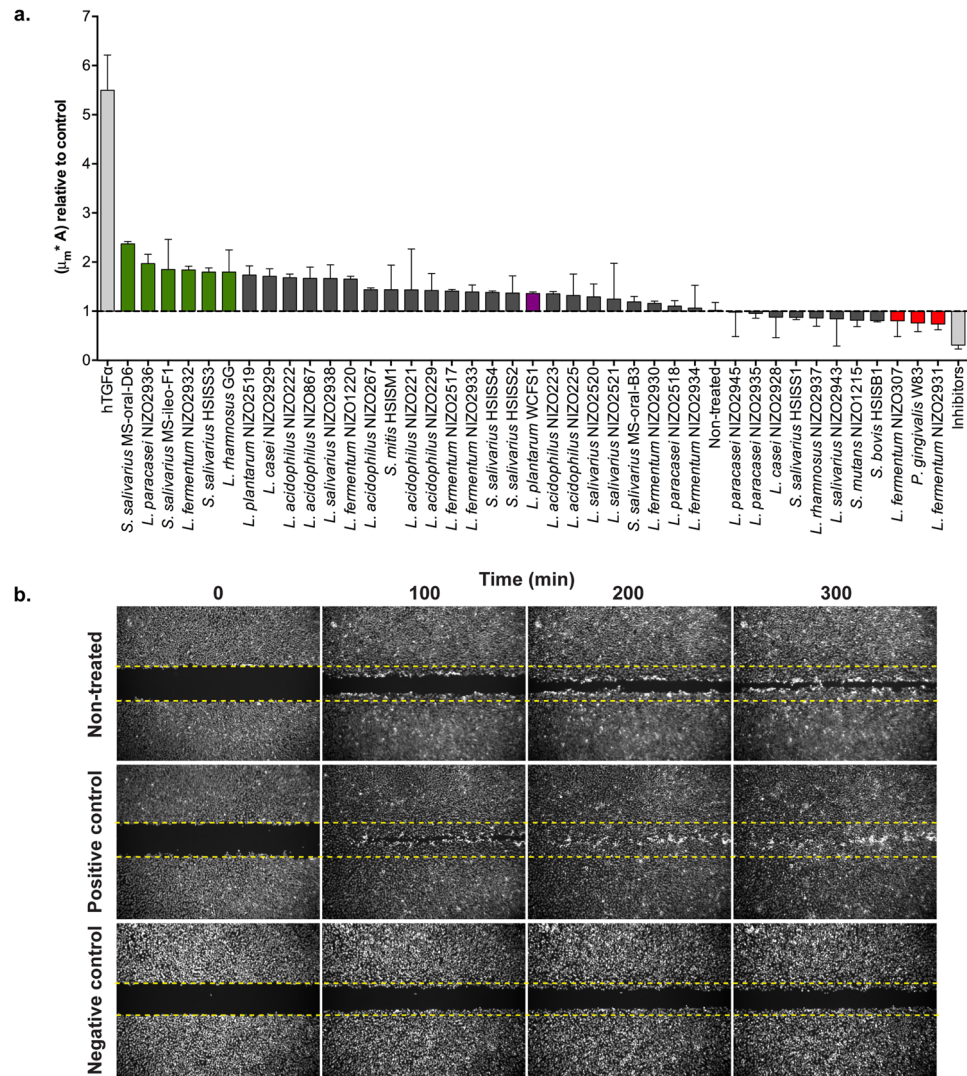 a.
7
6
5
4
3
2
1
0
(μm* A) relative to control
hTGFα
S. salivarius MS-oral-D6
L. paracasei NIZO2936
S. salivarius MS-ileo-F1
L. fermentum NIZO2932
S. salivarius HSISS3
L. rhamnosus GG
L. plantarum NIZO2519
L. casei NIZO2929
L. acidophilus NIZO222
L. acidophilus NIZO867
L. salivarius NIZO2938
L. fermentum NIZO1220
L. acidophilus NIZO267
S. mitis HSISM1
L. acidophilus NIZO221
L. acidophilus NIZO229
L. fermentum NIZO2517
L. fermentum NIZO2933
S. salivarius HSISS4
S. salivarius HSISS2
L. plantarum WCFS1
L. acidophilus NIZO223
L. acidophilus NIZO225
L. salivarius NIZO2520
L. salivarius NIZO2521
S. salivarius MS-oral-B3
L. fermentum NIZO2930
L. paracasei NIZO2518
L. fermentum NIZO2934
Non-treated
L. paracasei NIZO2945
L. paracasei NIZO2935
L. casei NIZO2928
S. salivarius HSISS1
L. rhamnosus NIZO2937
L. salivarius NIZO2943
S. mutans NIZO1215
S. bovis HSISB1
L. fermentum NIZO307
P. gingivalis W83
L. fermentum NIZO2931
Inhibitors
b.
Time (min)
0 100 200 300
Non-treated
Positive control
Negative control